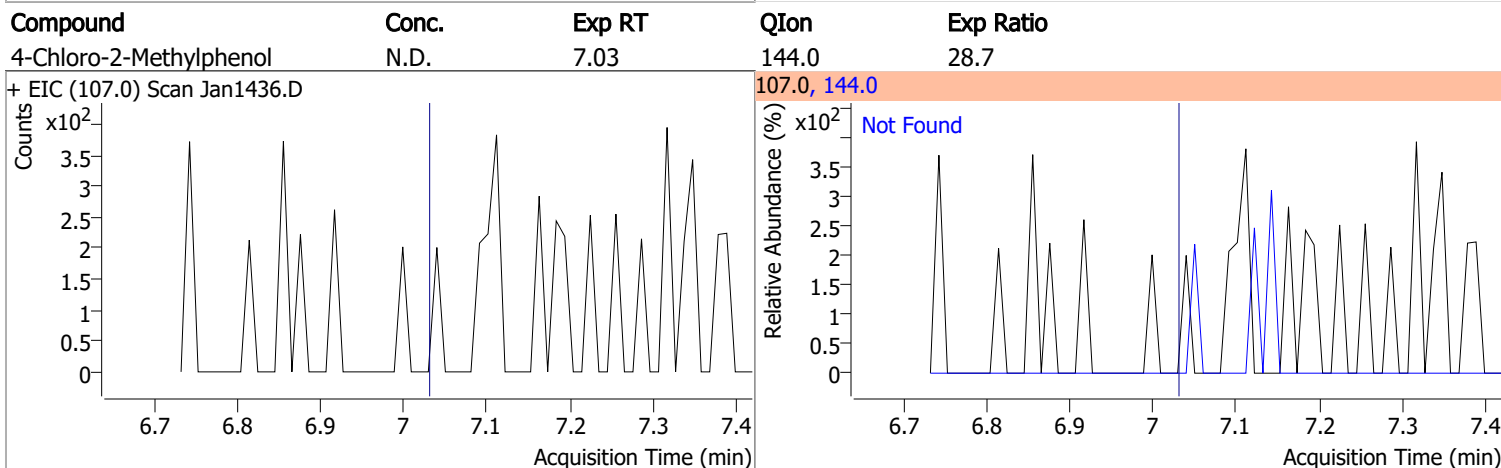 Compound Conc. Exp RT QIon Exp Ratio
4-Chloro-2-Methylphenol N.D. 7.03 144.0 28.7
+ EIC (107.0) Scan Jan1436.D
Counts
x10²
3.5
3
2.5
2
1.5
1
0.5
0
6.7 6.8 6.9 7 7.1 7.2 7.3 7.4
Acquisition Time (min)
107.0, 144.0
Relative Abundance (%)
x10²
Not Found
3.5
3
2.5
2
1.5
1
0.5
0
6.7 6.8 6.9 7 7.1 7.2 7.3 7.4
Acquisition Time (min)